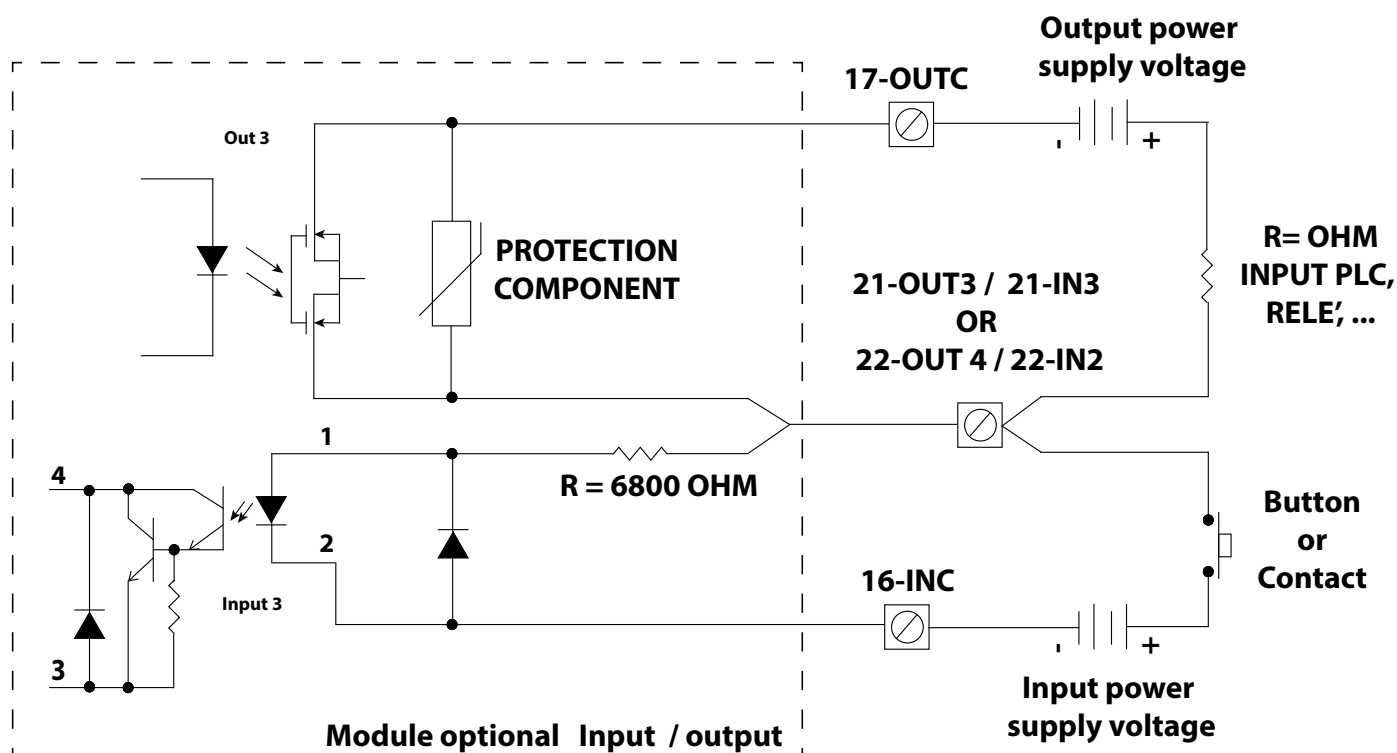 Output power
supply voltage
17-OUTC
- +
Out 3
PROTECTION
COMPONENT
R= OHM
INPUT PLC,
RELE', ...
21-OUT3 / 21-IN3
OR
22-OUT 4 / 22-IN2
1
4
R = 6800 OHM
2
Button
or
Contact
16-INC
Input 3
- +
3
Input power
supply voltage
Module optional Input / output